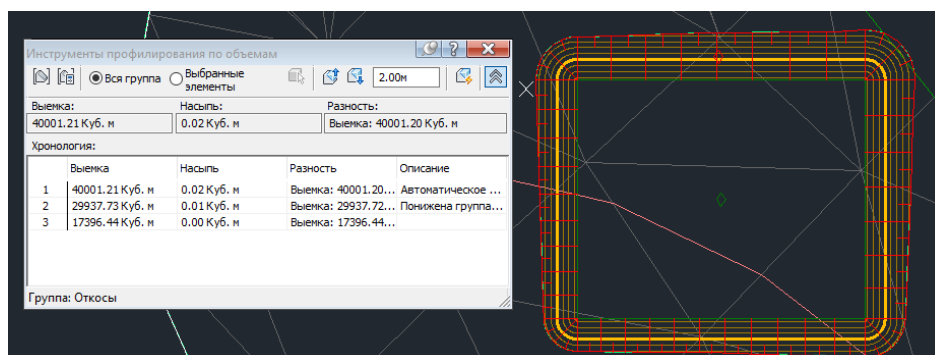 Инструменты профилирования по объемам
Вся группа Выбранные элементы 2.00м
Выемка: Насыпь: Разность:
40001.21 Куб. м 0.02 Куб. м Выемка: 40001.20 Куб. м
Хронология:
Выемка Насыпь Разность Описание
1 40001.21 Куб. м 0.02 Куб. м Выемка: 40001.20... Автоматическое ...
2 29937.73 Куб. м 0.01 Куб. м Выемка: 29937.72... Понижена группа...
3 17396.44 Куб. м 0.00 Куб. м Выемка: 17396.44...
Группа: Откосы